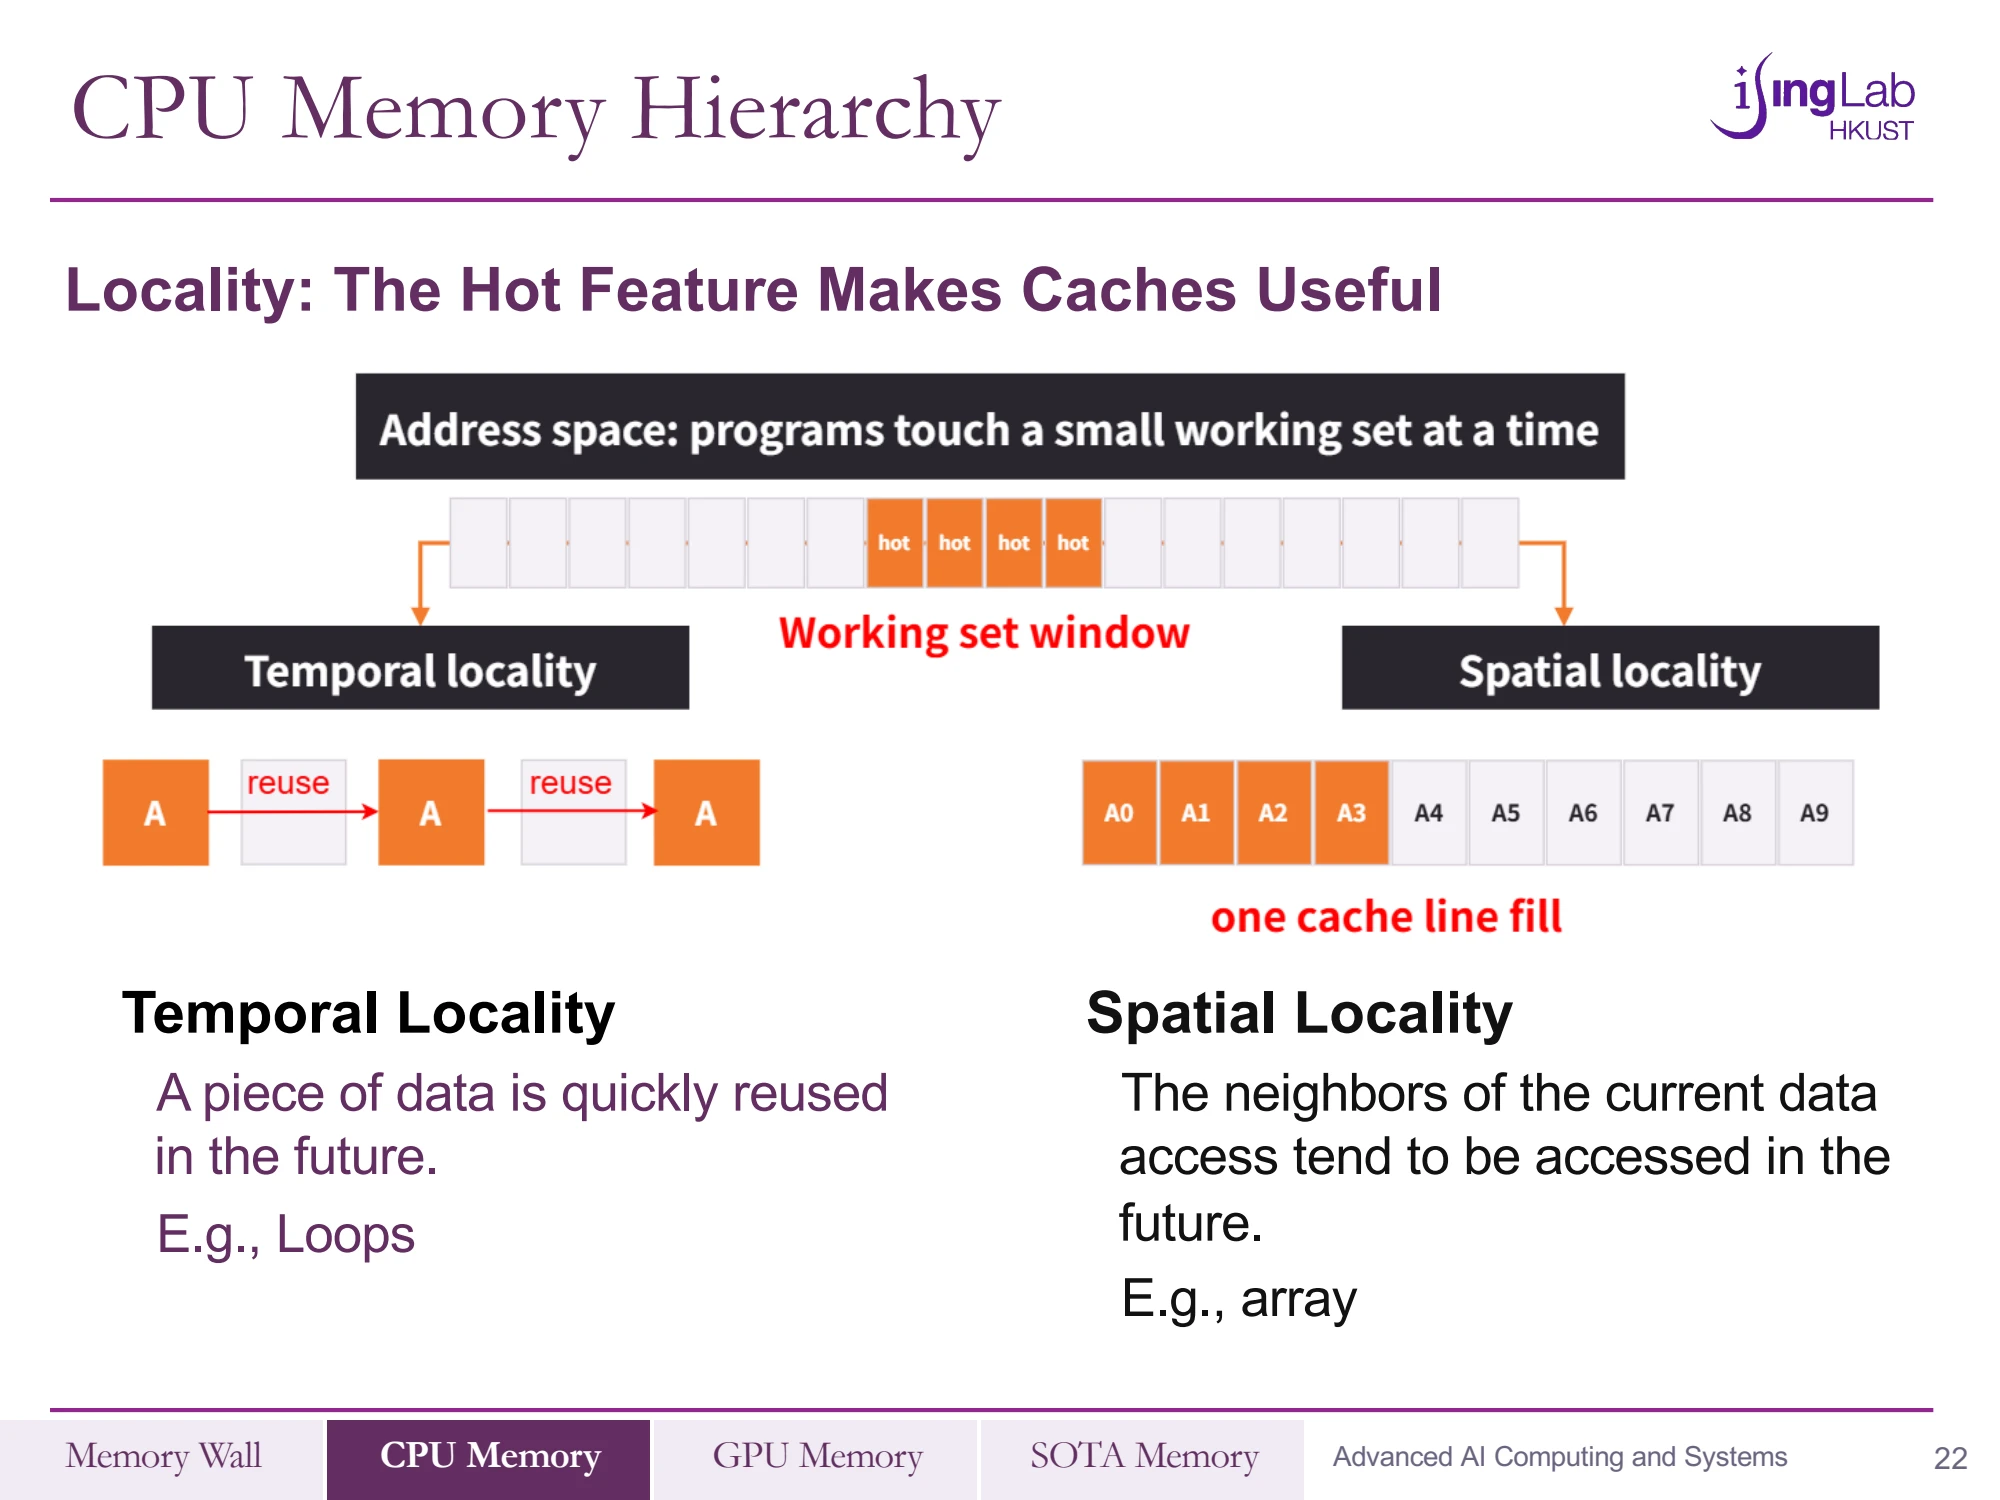 CPU Memory Hierarchy
isingLab
HKUST
Locality: The Hot Feature Makes Caches Useful
Address space: programs touch a small working set at a time
hot hot hot hot
Working set window
Temporal locality
Spatial locality
A reuse A reuse A
A0 A1 A2 A3 A4 A5 A6 A7 A8 A9
one cache line fill
Temporal Locality
A piece of data is quickly reused
in the future.
E.g., Loops
Spatial Locality
The neighbors of the current data
access tend to be accessed in the
future.
E.g., array
Memory Wall
CPU Memory
GPU Memory
SOTA Memory
Advanced AI Computing and Systems
22